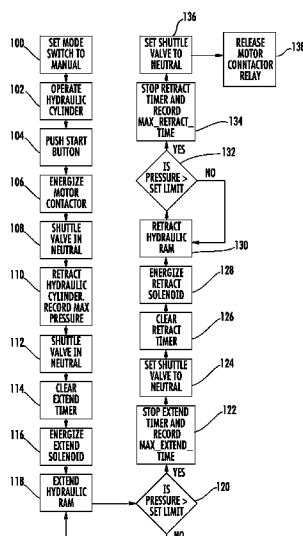 100
SET MODE
SWITCH TO
MANUAL
102
OPERATE
HYDRAULIC
CYLINDER
104
PUSH START
BUTTON
106
ENERGIZE
MOTOR
CONTACTOR
108
SHUTTLE
VALVE IN
NEUTRAL
110
RETRACT
HYDRAULIC
CYLINDER.
RECORD MAX
PRESSURE
112
SHUTTLE
VALVE IN
NEUTRAL
114
CLEAR
EXTEND
TIMER
116
ENERGIZE
EXTEND
SOLENOID
118
EXTEND
HYDRAULIC
RAM
120
IS
PRESSURE >
SET LIMIT
NO
YES
122
STOP EXTEND
TIMER AND
RECORD
MAX_EXTEND_
TIME
124
SET SHUTTLE
VALVE TO
NEUTRAL
126
CLEAR
RETRACT
TIMER
128
ENERGIZE
RETRACT
SOLENOID
130
RETRACT
HYDRAULIC
RAM
132
IS
PRESSURE >
SET LIMIT
NO
YES
134
STOP RETRACT
TIMER AND
RECORD
MAX_RETRACT_
TIME
136
SET SHUTTLE
VALVE TO
NEUTRAL
138
RELEASE
MOTOR
CONNTACTOR
RELAY